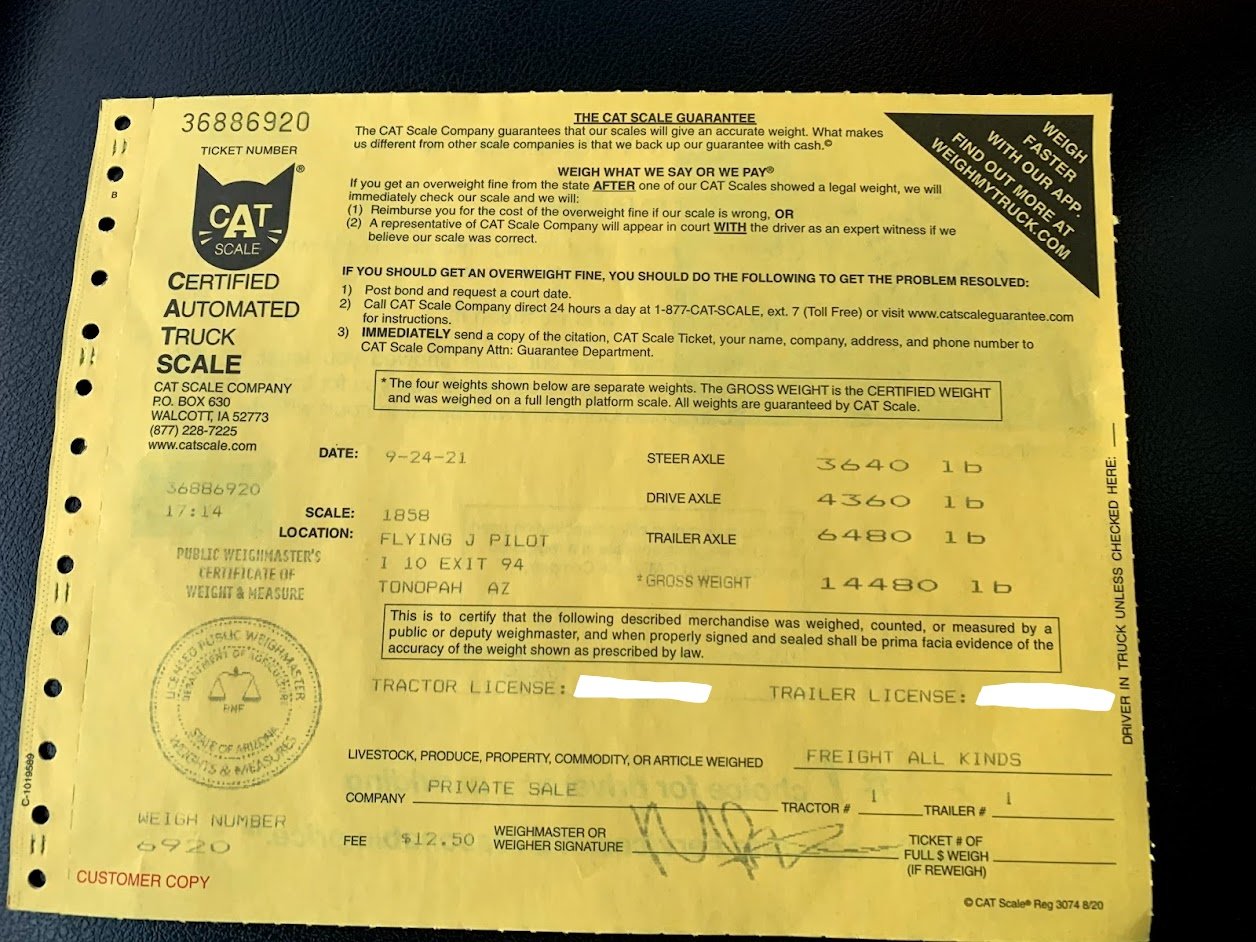 36886920
TICKET NUMBER
CAT
SCALE
®
CERTIFIED
AUTOMATED
TRUCK
SCALE
CAT SCALE COMPANY
P.O. BOX 630
WALCOTT, IA 52773
(877) 228-7225
www.catscale.com
THE CAT SCALE GUARANTEE
The CAT Scale Company guarantees that our scales will give an accurate weight. What makes
us different from other scale companies is that we back up our guarantee with cash.©
WEIGH WHAT WE SAY OR WE PAY®
If you get an overweight fine from the state AFTER one of our CAT Scales showed a legal weight, we will
immediately check our scale and we will:
(1) Reimburse you for the cost of the overweight fine if our scale is wrong, OR
(2) A representative of CAT Scale Company will appear in court WITH the driver as an expert witness if we
believe our scale was correct.
WEIGH
FASTER
WITH OUR APP.
FIND OUT MORE AT
WEIGHMYTRUCK.COM
IF YOU SHOULD GET AN OVERWEIGHT FINE, YOU SHOULD DO THE FOLLOWING TO GET THE PROBLEM RESOLVED:
1) Post bond and request a court date.
2) Call CAT Scale Company direct 24 hours a day at 1-877-CAT-SCALE, ext. 7 (Toll Free) or visit www.catscaleguarantee.com
for instructions.
3) IMMEDIATELY send a copy of the citation, CAT Scale Ticket, your name, company, address, and phone number to
CAT Scale Company Attn: Guarantee Department.
* The four weights shown below are separate weights. The GROSS WEIGHT is the CERTIFIED WEIGHT
and was weighed on a full length platform scale. All weights are guaranteed by CAT Scale.
DATE: 9-24-21 STEER AXLE 3640 lb
36886920 DRIVE AXLE 4360 lb
17:14 SCALE: 1858
LOCATION: FLYING J PILOT TRAILER AXLE 6480 lb
I 10 EXIT 94
TONOPAH AZ *GROSS WEIGHT 14480 lb
PUBLIC WEIGHMASTER'S
CERTIFICATE OF
WEIGHT & MEASURE
This is to certify that the following described merchandise was weighed, counted, or measured by a
public or deputy weighmaster, and when properly signed and sealed shall be prima facia evidence of the
accuracy of the weight shown as prescribed by law.
LICENSED PUBLIC WEIGHMASTER
DEPARTMENT OF AGRICULTURE
STATE OF ARIZONA
WEIGHTS & MEASURES
TRACTOR LICENSE: TRAILER LICENSE:
LIVESTOCK, PRODUCE, PROPERTY, COMMODITY, OR ARTICLE WEIGHED FREIGHT ALL KINDS
COMPANY PRIVATE SALE TRACTOR # 1 TRAILER # 1
WEIGH NUMBER
6920
FEE $12.50 WEIGHMASTER OR
WEIGHER SIGNATURE
TICKET # OF
FULL $ WEIGH
(IF REWEIGH)
CUSTOMER COPY
© CAT Scale® Reg 3074 8/20
DRIVER IN TRUCK UNLESS CHECKED HERE:
C-1019589
B